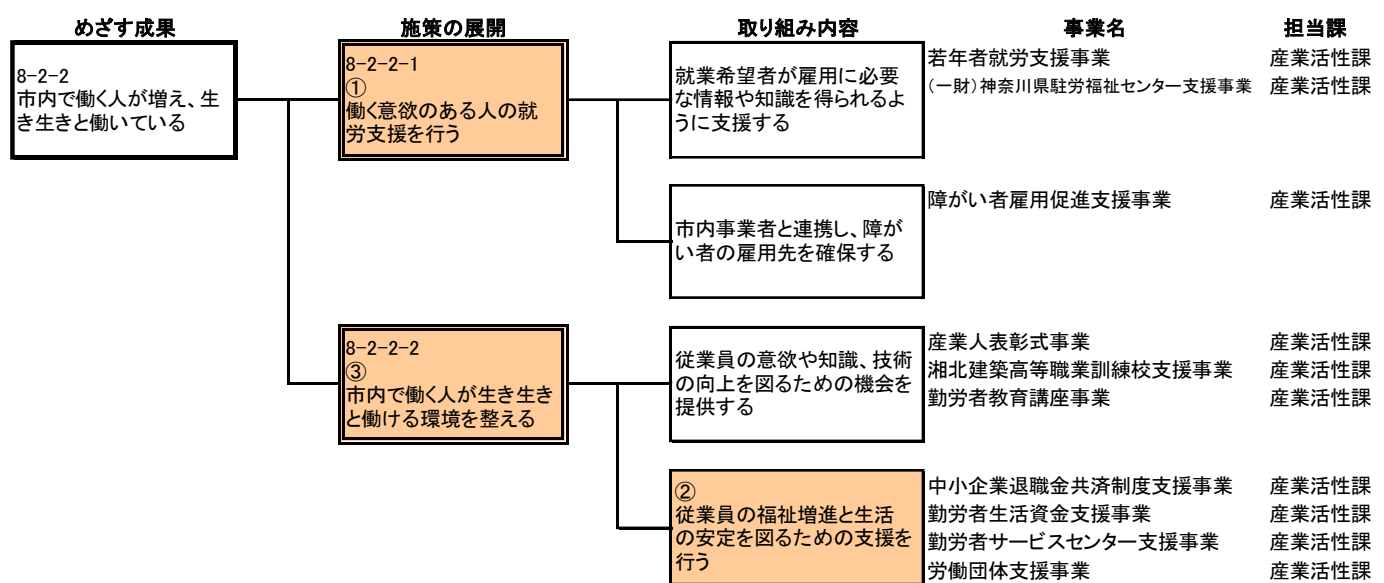 めざす成果 施策の展開 取り組み内容 事業名 担当課
8-2-2
市内で働く人が増え、生
き生きと働いている
8-2-2-1
①
働く意欲のある人の就
労支援を行う
就業希望者が雇用に必要
な情報や知識を得られるよ
うに支援する
若年者就労支援事業 産業活性課
(一財)神奈川県駐労福祉センター支援事業 産業活性課
市内事業者と連携し、障が
い者の雇用先を確保する
障がい者雇用促進支援事業 産業活性課
8-2-2-2
③
市内で働く人が生き生き
と働ける環境を整える
従業員の意欲や知識、技術
の向上を図るための機会を
提供する
産業人表彰式事業 産業活性課
湘北建築高等職業訓練校支援事業 産業活性課
勤労者教育講座事業 産業活性課
②
従業員の福祉増進と生活
の安定を図るための支援を
行う
中小企業退職金共済制度支援事業 産業活性課
勤労者生活資金支援事業 産業活性課
勤労者サービスセンター支援事業 産業活性課
労働団体支援事業 産業活性課